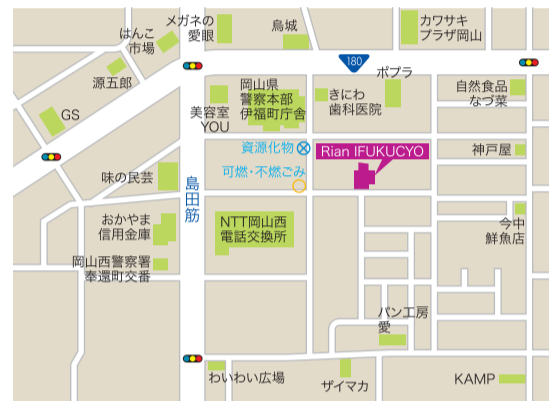 メガネの
愛眼
烏城
カワサキ
プラザ岡山
はんこ
市場
180
源五郎
ポプラ
岡山県
警察本部
伊福町庁舎
きにわ
歯科医院
自然食品
なづ菜
GS
美容室
YOU
資源化物
Rian IFUKUCYO
神戸屋
可燃・不燃ごみ
味の民芸
島田筋
おかやま
信用金庫
NTT岡山西
電話交換所
今中
鮮魚店
岡山西警察署
奉還町交番
パン工房
愛
わいわい広場
ザイマカ
KAMP